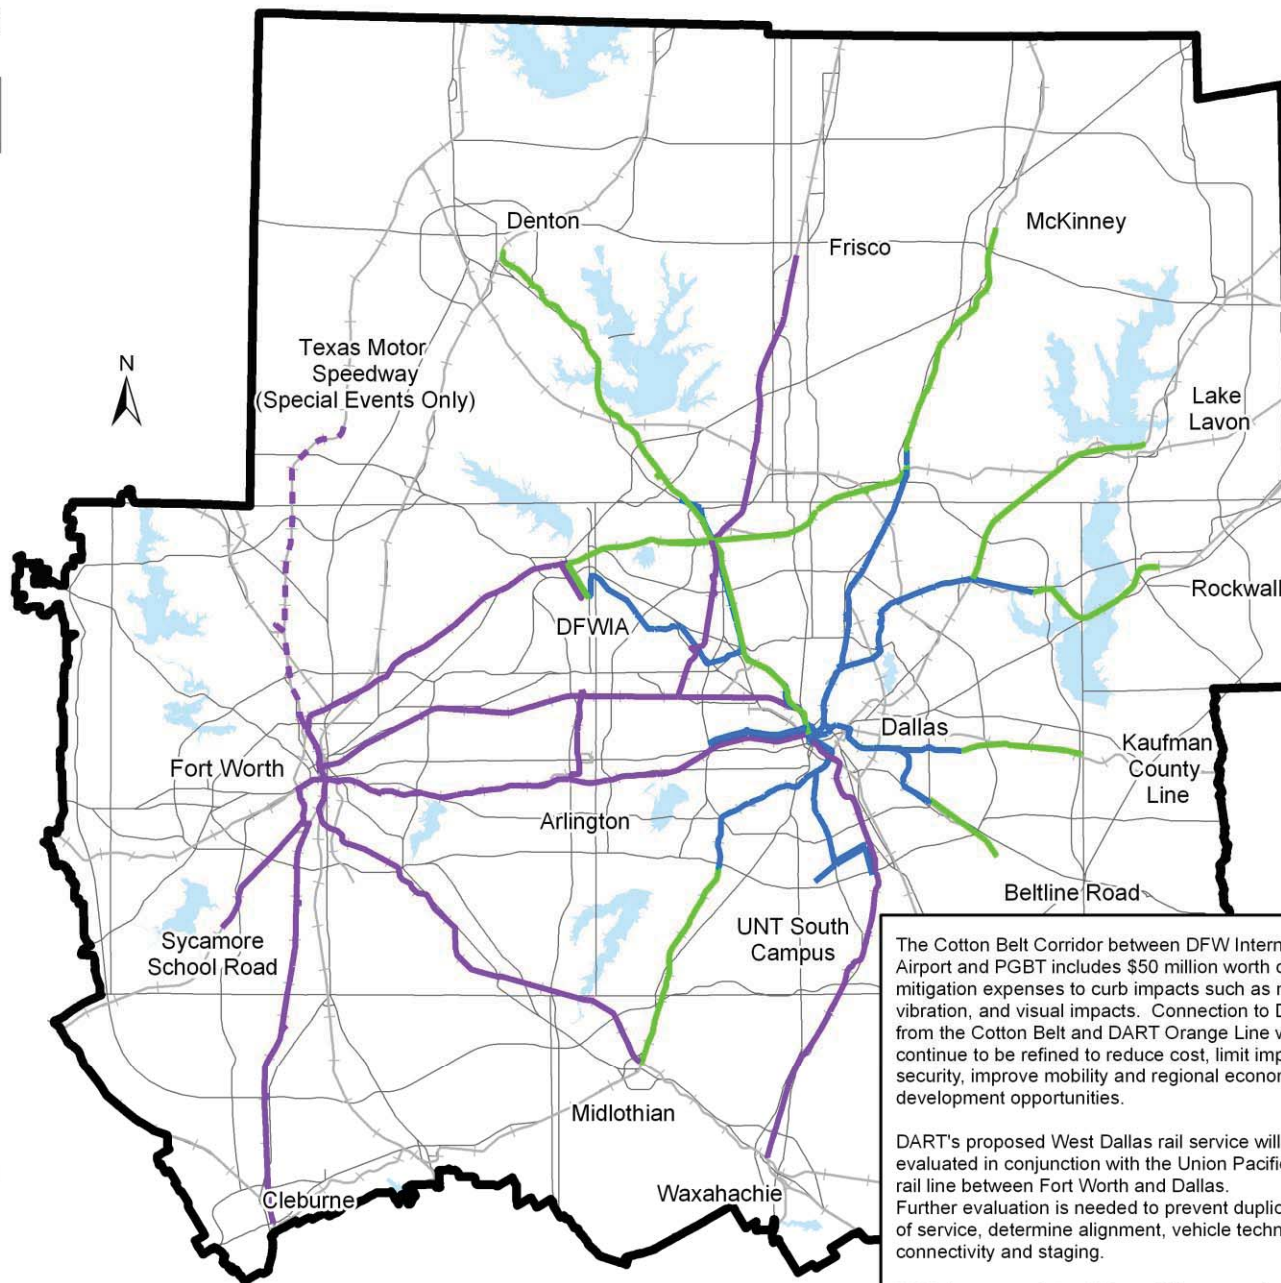 Denton
McKinney
Frisco
Texas Motor
Speedway
(Special Events Only)
N
Lake
Lavon
Rockwall
DFWIA
Dallas
Kaufman
County
Line
Fort Worth
Arlington
Beltline Road
UNT South
Campus
Sycamore
School Road
Midlothian
Waxahachie
Cleburne
The Cotton Belt Corridor between DFW Intern
Airport and PGBT includes $50 million worth
mitigation expenses to curb impacts such as
vibration, and visual impacts. Connection to
from the Cotton Belt and DART Orange Line
continue to be refined to reduce cost, limit imp
security, improve mobility and regional econo
development opportunities.
DART's proposed West Dallas rail service will
evaluated in conjunction with the Union Pacific
rail line between Fort Worth and Dallas.
Further evaluation is needed to prevent duplic
of service, determine alignment, vehicle techn
connectivity and staging.